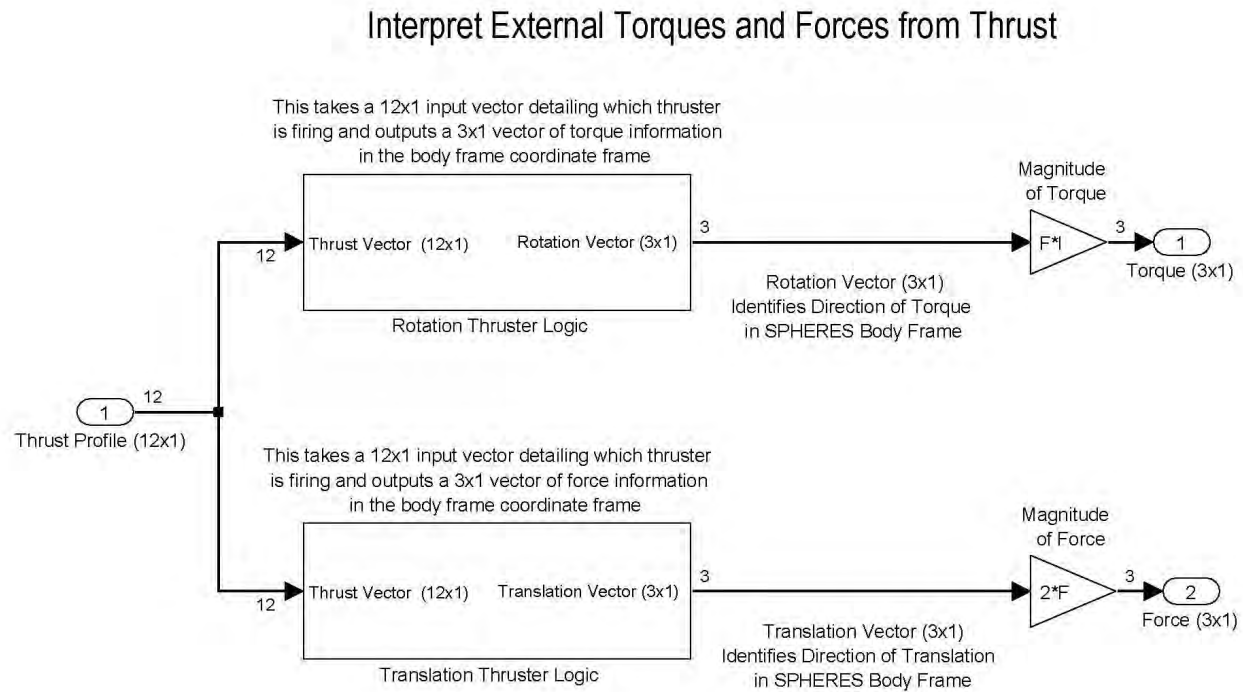 Interpret External Torques and Forces from Thrust
This takes a 12x1 input vector detailing which thruster
is firing and outputs a 3x1 vector of torque information
in the body frame coordinate frame
Magnitude
of Torque
12
Thrust Vector (12x1)
Rotation Vector (3x1)
3
F*l
3
1
Torque (3x1)
Rotation Vector (3x1)
Identifies Direction of Torque
in SPHERES Body Frame
Rotation Thruster Logic
1
12
Thrust Profile (12x1)
This takes a 12x1 input vector detailing which thruster
is firing and outputs a 3x1 vector of force information
in the body frame coordinate frame
Magnitude
of Force
12
Thrust Vector (12x1)
Translation Vector (3x1)
3
2*F
3
2
Force (3x1)
Translation Vector (3x1)
Identifies Direction of Translation
in SPHERES Body Frame
Translation Thruster Logic